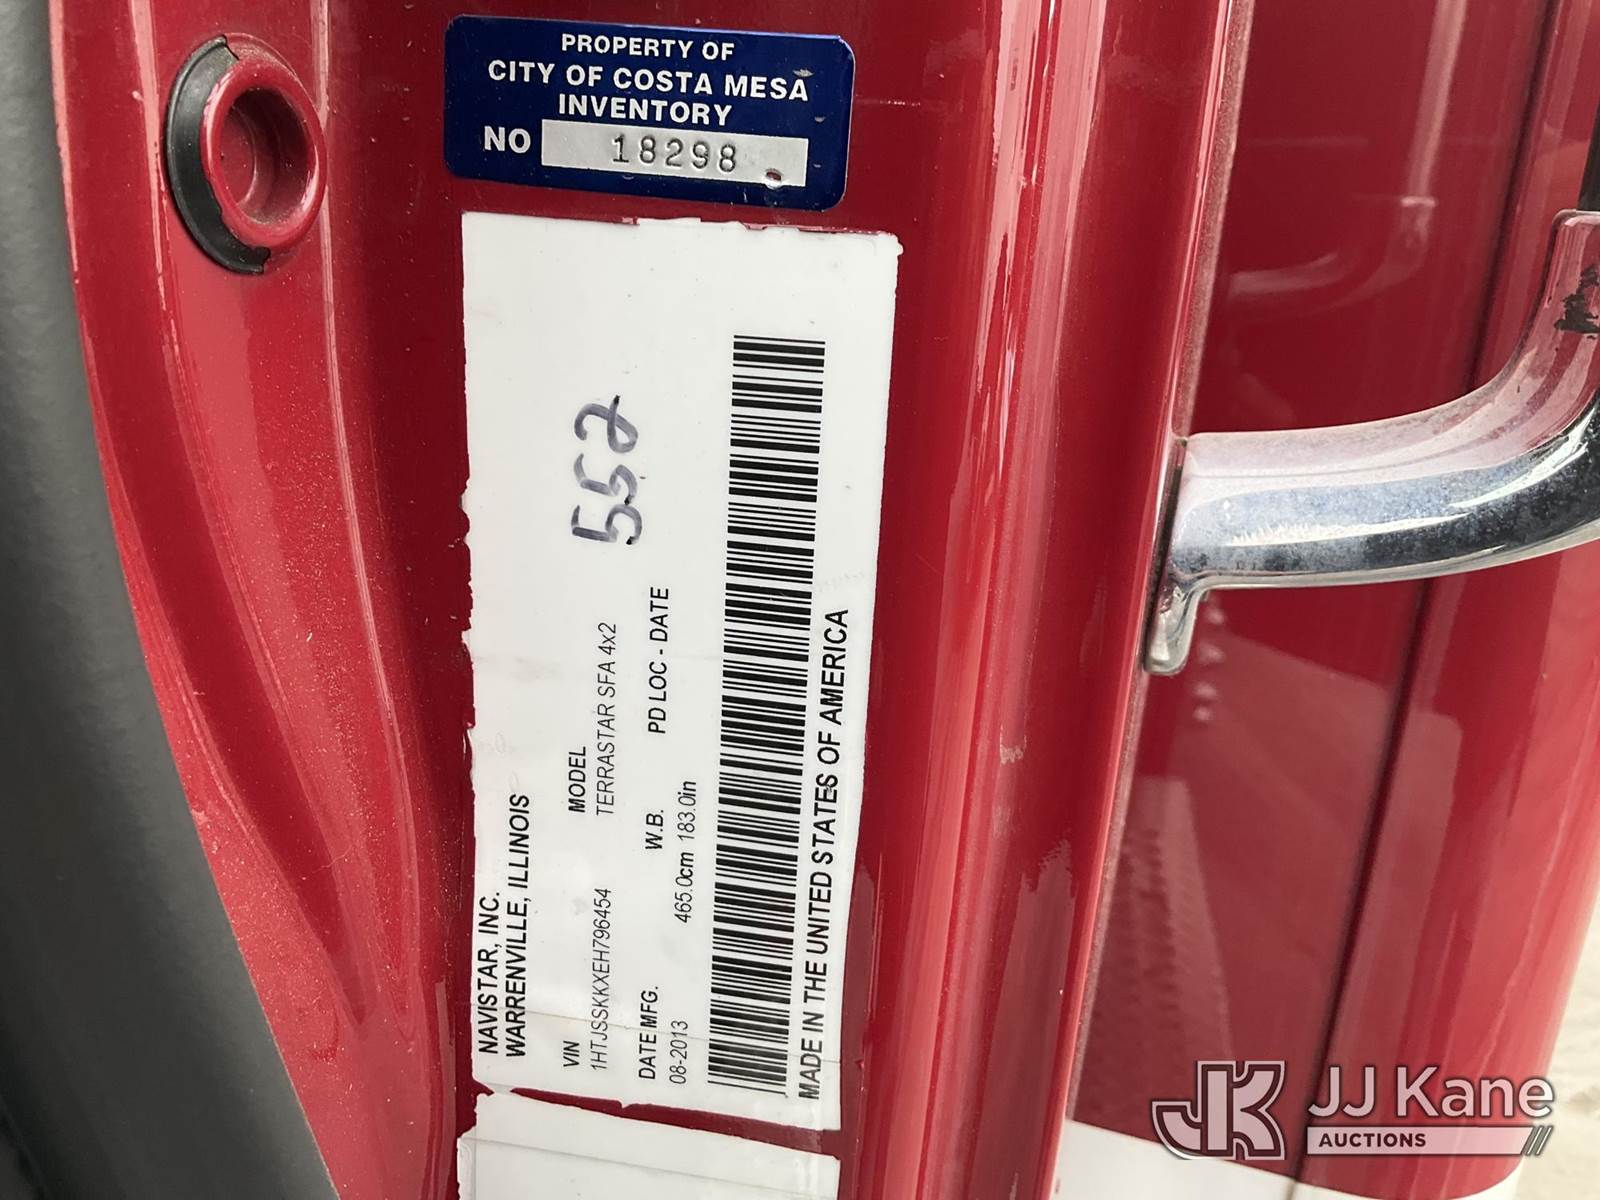 PROPERTY OF
CITY OF COSTA MESA
INVENTORY
NO 18298
NAVISTAR, INC.
WARRENVILLE, ILLINOIS
VIN MODEL
1HTJSSKKXEH796454 TERRASTAR SFA 4x2
552
DATE MFG. W.B. PD LOC - DATE
08-2013 465.0cm 183.0in
MADE IN THE UNITED STATES OF AMERICA
JK JJ Kane
AUCTIONS